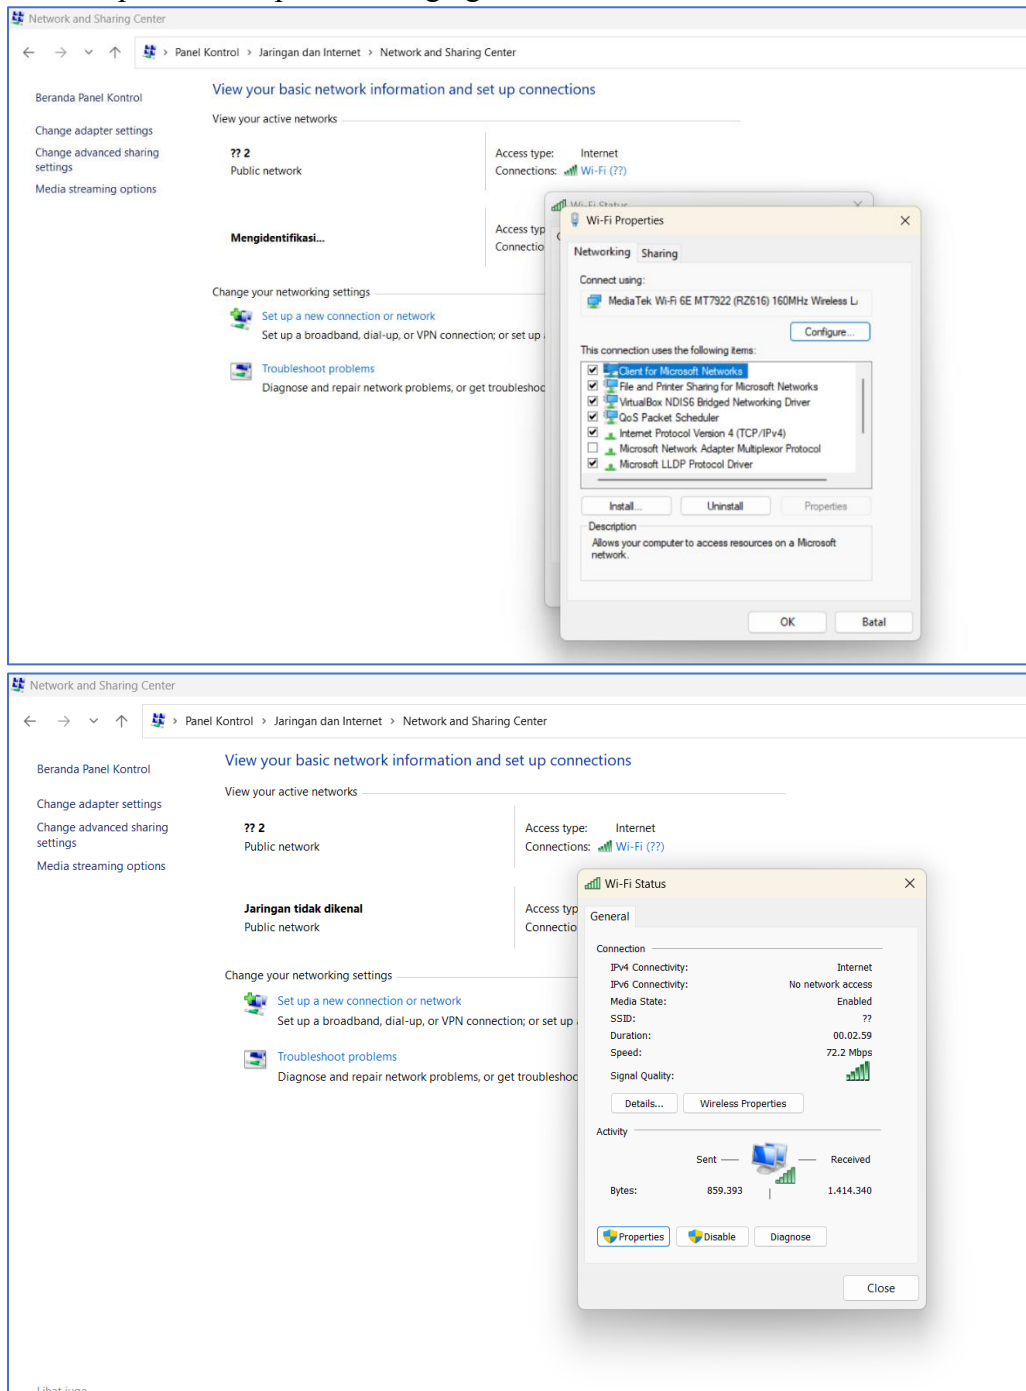 Network and Sharing Center
Panel Kontrol > Jaringan dan Internet > Network and Sharing Center
Beranda Panel Kontrol
Change adapter settings
Change advanced sharing
settings
Media streaming options
View your basic network information and set up connections
View your active networks
?? 2
Public network
Access type: Internet
Connections: Wi-Fi (??)
Mengidentifikasi...
Access typ
Connectio
Change your networking settings
Set up a new connection or network
Set up a broadband, dial-up, or VPN connection; or set up
Troubleshoot problems
Diagnose and repair network problems, or get troubleshoo
Wi-Fi Status
Wi-Fi Properties
Networking Sharing
Connect using:
MediaTek Wi-Fi 6E MT7922 (RZ616) 160MHz Wireless L
Configure...
This connection uses the following items:
Client for Microsoft Networks
File and Printer Sharing for Microsoft Networks
VirtualBox NDIS6 Bridged Networking Driver
QoS Packet Scheduler
Internet Protocol Version 4 (TCP/IPv4)
Microsoft Network Adapter Multiplexor Protocol
Microsoft LLDP Protocol Driver
Install... Uninstall Properties
Description
Allows your computer to access resources on a Microsoft
network.
OK Batal
Network and Sharing Center
Panel Kontrol > Jaringan dan Internet > Network and Sharing Center
Beranda Panel Kontrol
Change adapter settings
Change advanced sharing
settings
Media streaming options
View your basic network information and set up connections
View your active networks
?? 2
Public network
Access type: Internet
Connections: Wi-Fi (??)
Jaringan tidak dikenal
Public network
Access typ
Connectio
Change your networking settings
Set up a new connection or network
Set up a broadband, dial-up, or VPN connection; or set up
Troubleshoot problems
Diagnose and repair network problems, or get troubleshoo
Wi-Fi Status
General
Connection
IPv4 Connectivity: Internet
IPv6 Connectivity: No network access
Media State: Enabled
SSID: ??
Duration: 00.02.59
Speed: 72.2 Mbps
Signal Quality:
Details... Wireless Properties
Activity
Sent Received
Bytes: 859.393 1.414.340
Properties Disable Diagnose
Close